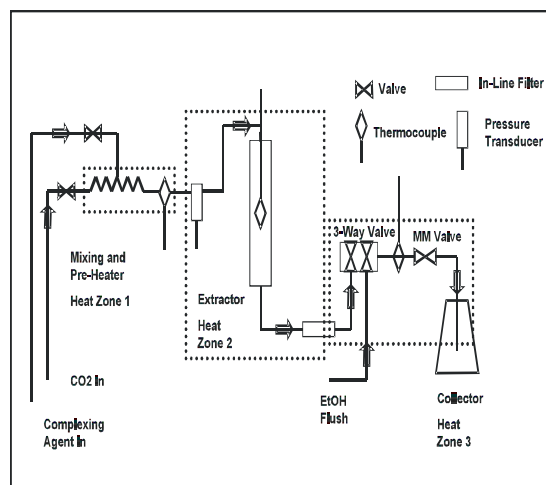 Valve
In-Line Filter
Thermocouple
Pressure
Transducer
3-Way Valve
MM Valve
Mixing and
Pre-Heater
Heat Zone 1
Extractor
Heat
Zone 2
CO2 In
EtOH
Flush
Collector
Heat
Zone 3
Complexing
Agent In